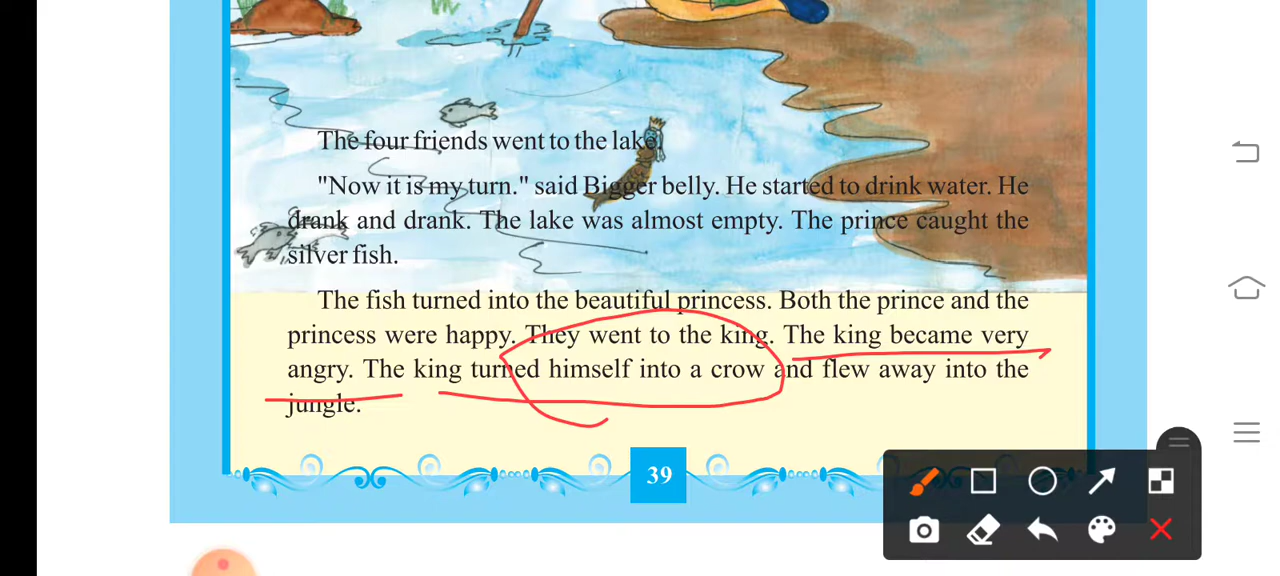 The four friends went to the lake.
"Now it is my turn." said Bigger belly. He started to drink water. He
drank and drank. The lake was almost empty. The prince caught the
silver fish.
The fish turned into the beautiful princess. Both the prince and the
princess were happy. They went to the king. The king became very
angry. The king turned himself into a crow and flew away into the
jungle.
39